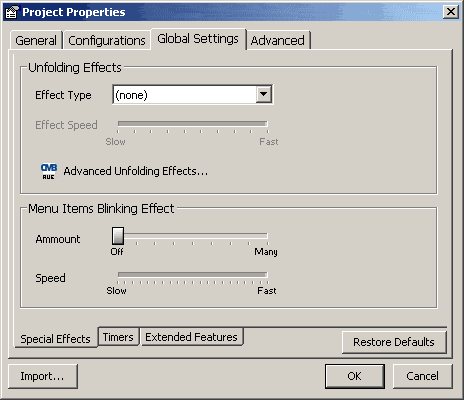 Project Properties
General
Configurations
Global Settings
Advanced
Unfolding Effects
Effect Type
(none)
Effect Speed
Slow
Fast
OVB
AUE
Advanced Unfolding Effects...
Menu Items Blinking Effect
Ammount
Off
Many
Speed
Slow
Fast
Special Effects
Timers
Extended Features
Restore Defaults
Import...
OK
Cancel